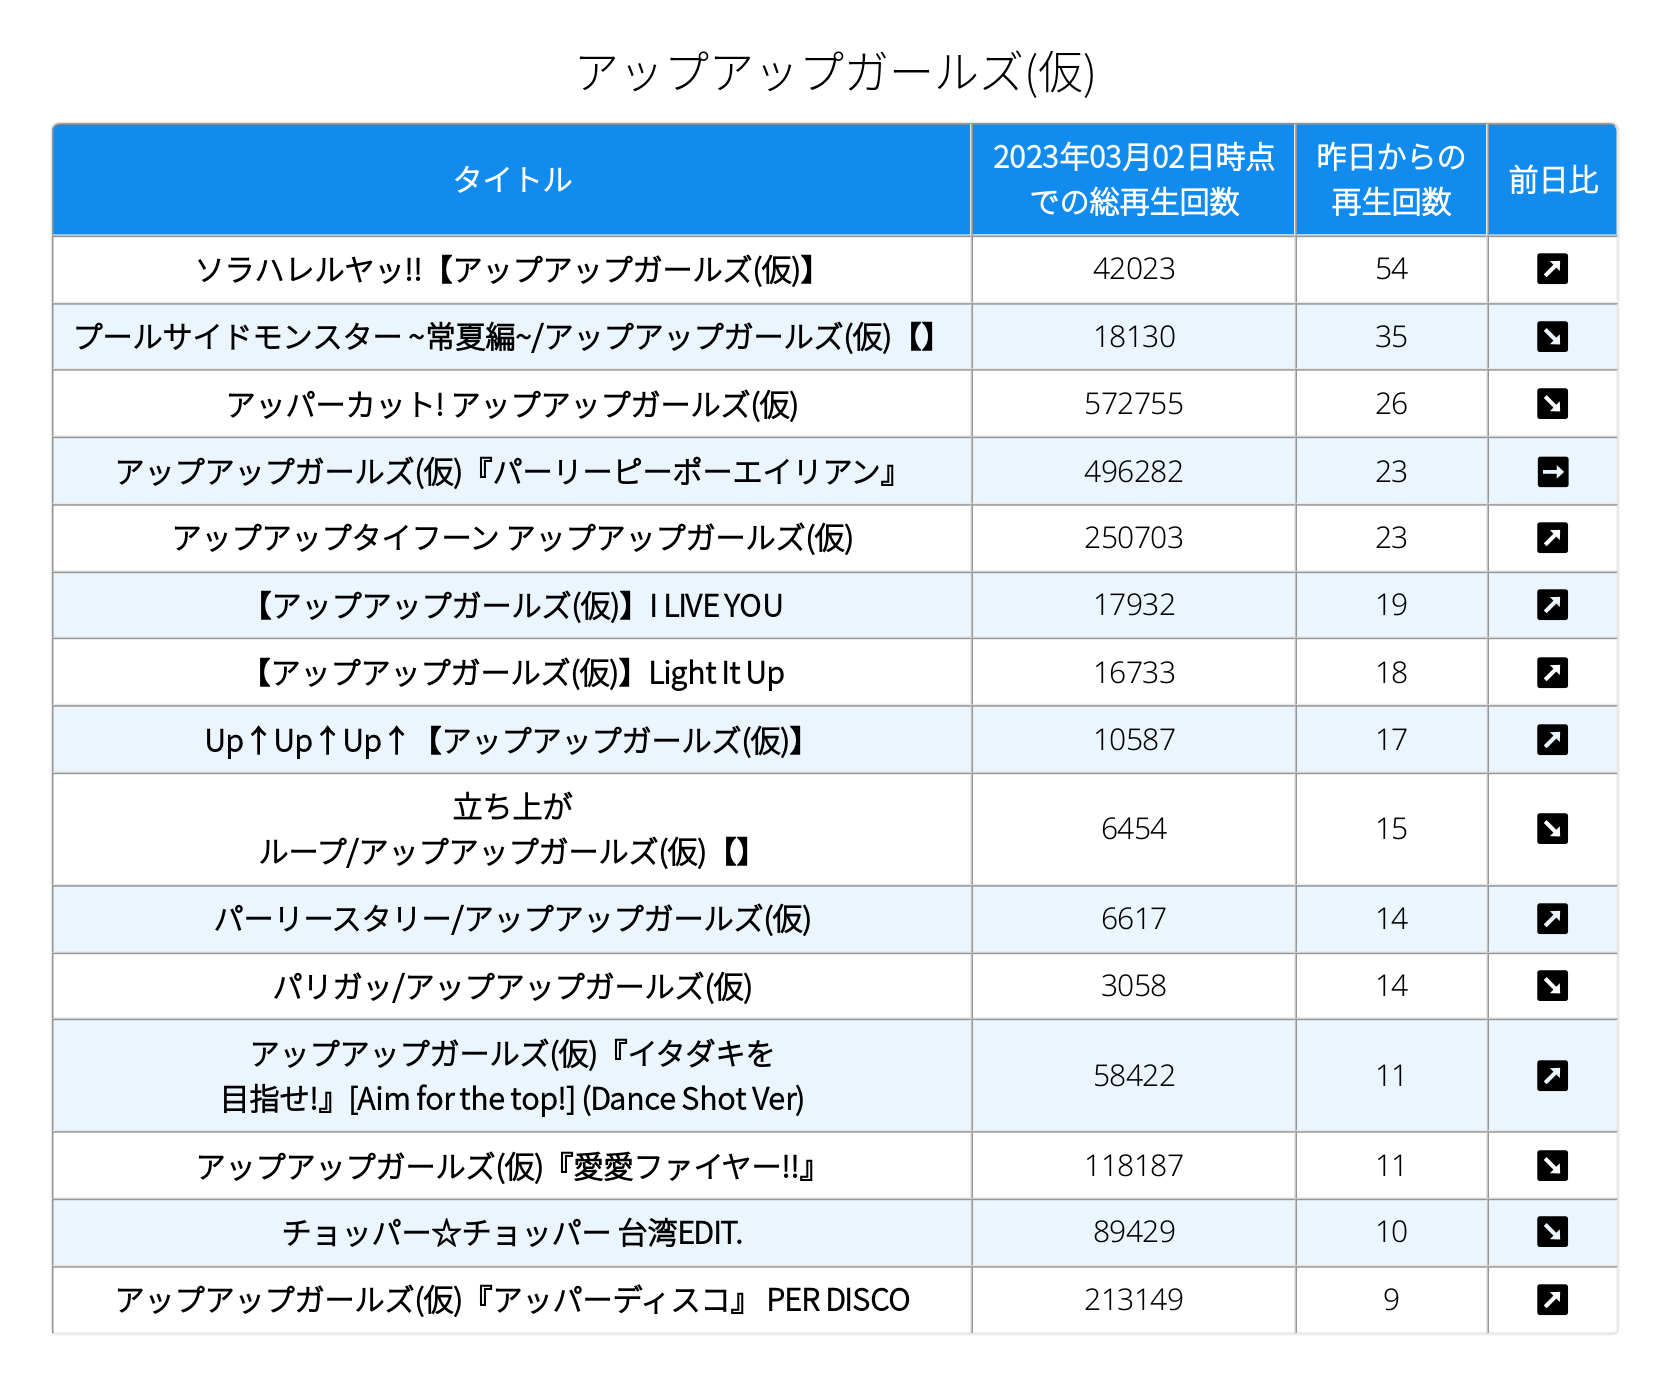 アップアップガールズ(仮)
タイトル 2023年03月02日時点での総再生回数 昨日からの再生回数 前日比
ソラハレルヤッ!!【アップアップガールズ(仮)】 42023 54 ↗
プールサイドモンスター ~常夏編~/アップアップガールズ(仮)【】 18130 35 ↘
アッパーカット! アップアップガールズ(仮) 572755 26 ↘
アップアップガールズ(仮)『パーリーピーポーエイリアン』 496282 23 →
アップアップタイフーン アップアップガールズ(仮) 250703 23 ↗
【アップアップガールズ(仮)】I LIVE YOU 17932 19 ↗
【アップアップガールズ(仮)】Light It Up 16733 18 ↗
Up↑Up↑Up↑【アップアップガールズ(仮)】 10587 17 ↗
立ち上が
ループ/アップアップガールズ(仮)【】 6454 15 ↘
パーリースタリー/アップアップガールズ(仮) 6617 14 ↗
パリガッ/アップアップガールズ(仮) 3058 14 ↘
アップアップガールズ(仮)『イタダキを
目指せ!』[Aim for the top!] (Dance Shot Ver) 58422 11 ↗
アップアップガールズ(仮)『愛愛ファイヤー!!』 118187 11 ↘
チョッパー☆チョッパー 台湾EDIT. 89429 10 ↘
アップアップガールズ(仮)『アッパーディスコ』 PER DISCO 213149 9 ↗